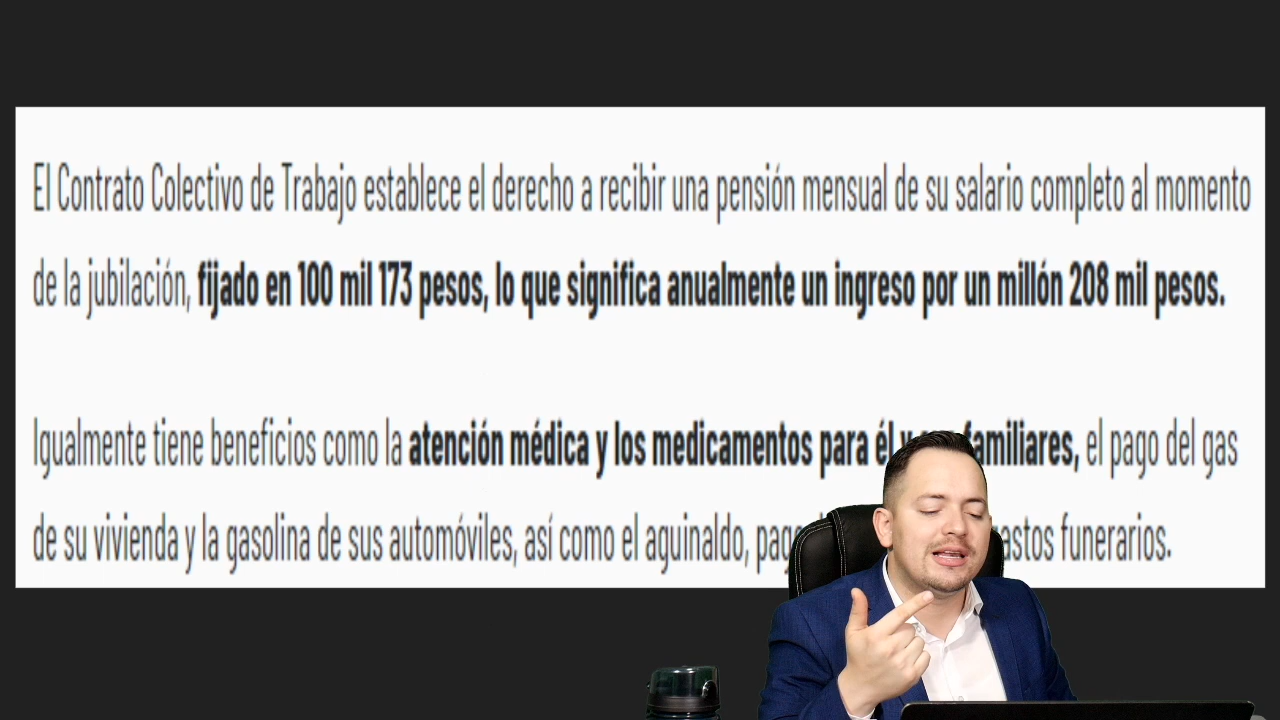 El Contrato Colectivo de Trabajo establece el derecho a recibir una pensión mensual de su salario completo al momento
de la jubilación, fijado en 100 mil 173 pesos, lo que significa anualmente un ingreso por un millón 208 mil pesos.
Igualmente tiene beneficios como la atención médica y los medicamentos para él y familiares, el pago del gas
de su vivienda y la gasolina de sus automóviles, así como el aguinaldo, funerarios.